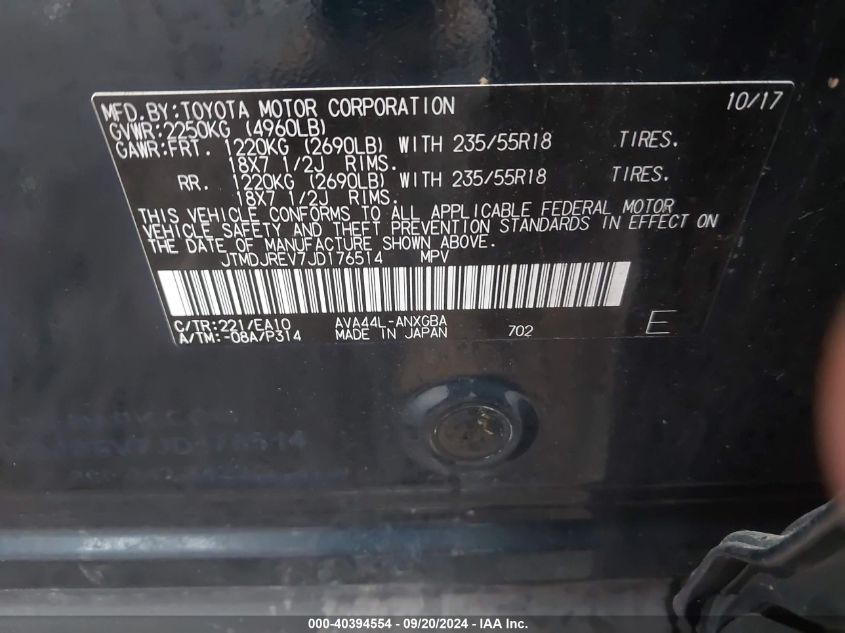 MFD.BY:TOYOTA MOTOR CORPORATION 10/17
GVWR:2250KG (4960LB)
GAWR:FRT. 1220KG (2690LB) WITH 235/55R18 TIRES.
18X7 1/2J RIMS.
RR. 1220KG (2690LB) WITH 235/55R18 TIRES.
18X7 1/2J RIMS.
THIS VEHICLE CONFORMS TO ALL APPLICABLE FEDERAL MOTOR
VEHICLE SAFETY AND THEFT PREVENTION STANDARDS IN EFFECT ON
THE DATE OF MANUFACTURE SHOWN ABOVE.
JTMDJREV7JD176514 MPV
C/TR:221/EA10 AVA44L-ANXGBA
A/TM:-08A/P314 MADE IN JAPAN 702 E
000-40394554 - 09/20/2024 - IAA Inc.